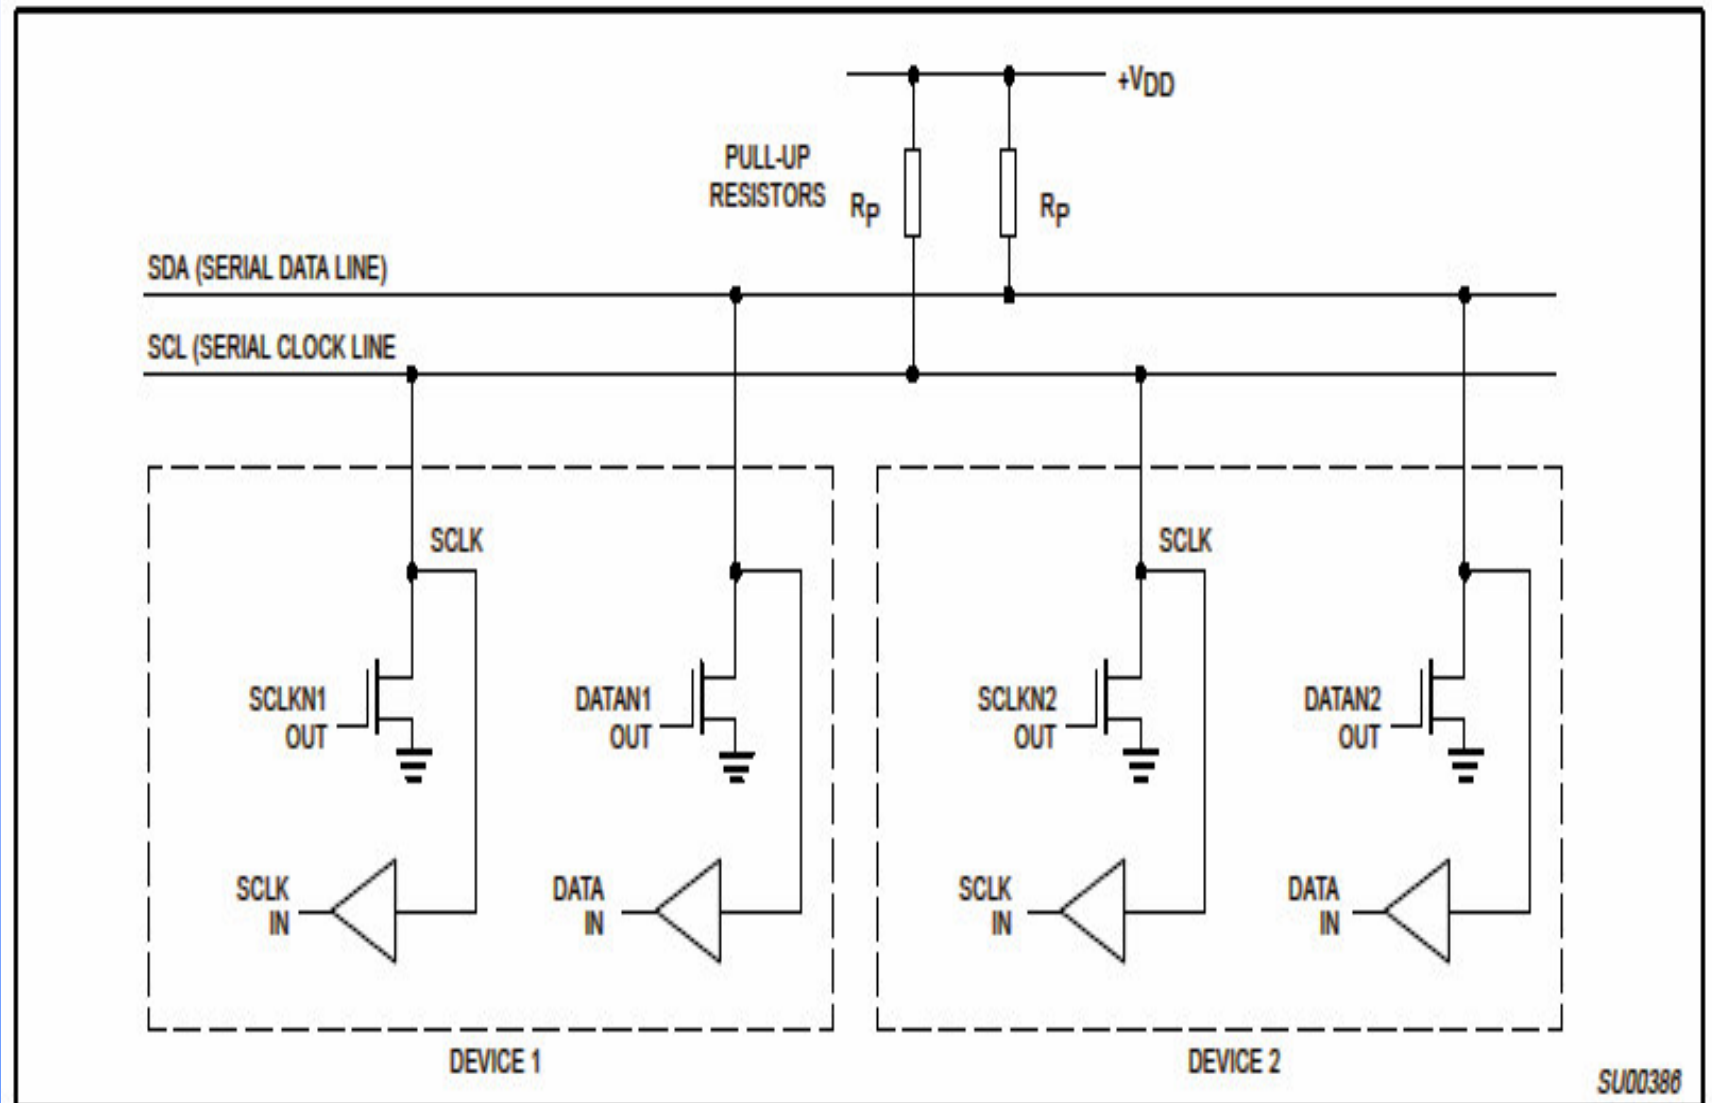 +VDD
PULL-UP
RESISTORS
RP
RP
SDA (SERIAL DATA LINE)
SCL (SERIAL CLOCK LINE
SCLK
SCLK
SCLKN1
OUT
DATAN1
OUT
SCLKN2
OUT
DATAN2
OUT
SCLK
IN
DATA
IN
SCLK
IN
DATA
IN
DEVICE 1
DEVICE 2
SU00386